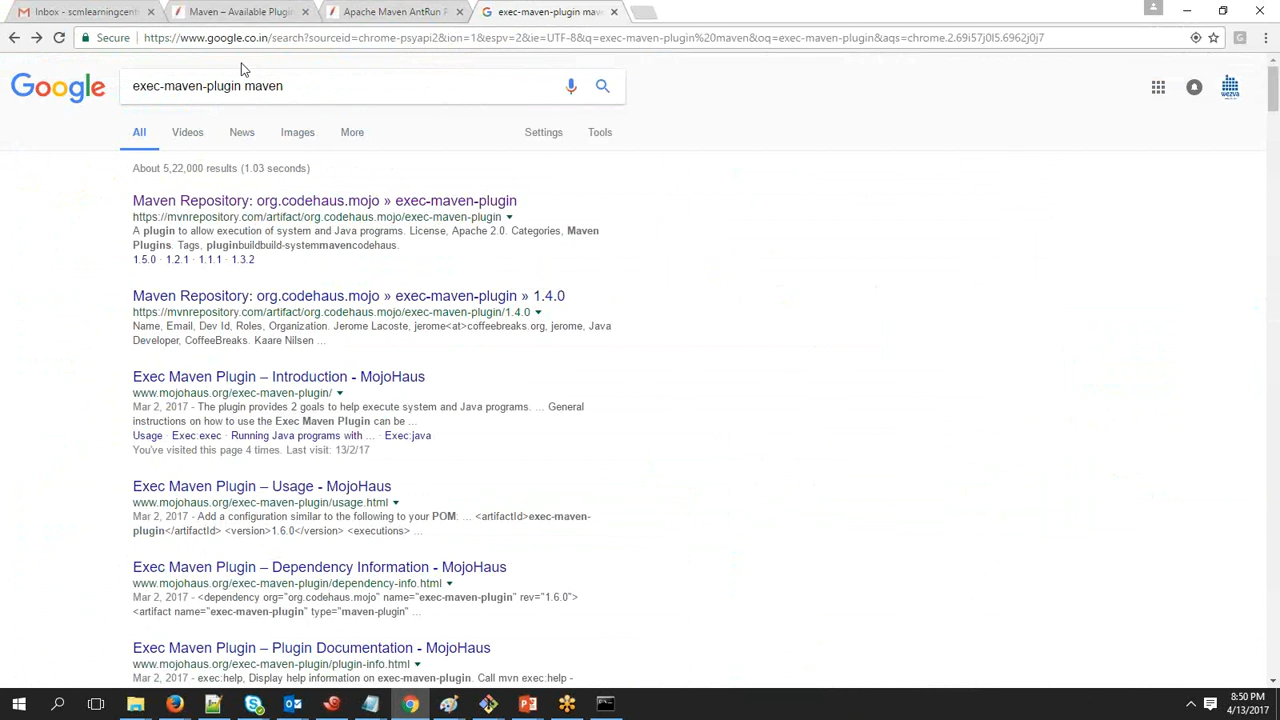 scmlearningcent
Inbox - scmlearningcent
Maven – Available Plugin
Apache Maven AntRun P
exec-maven-plugin mav
Secure https://www.google.co.in/search?sourceid=chrome-psyapi2&ion=1&espv=2&ie=UTF-8&q=exec-maven-plugin%20maven&oq=exec-maven-plugin&aqs=chrome.2.69i57j0l5.6962j0j7
Google
exec-maven-plugin maven
wezva
All Videos News Images More Settings Tools
About 5,22,000 results (1.03 seconds)
Maven Repository: org.codehaus.mojo » exec-maven-plugin
https://mvnrepository.com/artifact/org.codehaus.mojo/exec-maven-plugin
A plugin to allow execution of system and Java programs. License, Apache 2.0. Categories, Maven
Plugins. Tags, pluginbuildbuild-systemmavencodehaus.
1.5.0 · 1.2.1 · 1.1.1 · 1.3.2
Maven Repository: org.codehaus.mojo » exec-maven-plugin » 1.4.0
https://mvnrepository.com/artifact/org.codehaus.mojo/exec-maven-plugin/1.4.0
Name, Email, Dev Id, Roles, Organization. Jerome Lacoste, jerome<at>coffeebreaks.org, jerome, Java
Developer, CoffeeBreaks. Kaare Nilsen ...
Exec Maven Plugin – Introduction - MojoHaus
www.mojohaus.org/exec-maven-plugin/
Mar 2, 2017 - The plugin provides 2 goals to help execute system and Java programs. ... General
instructions on how to use the Exec Maven Plugin can be ...
Usage · Exec:exec · Running Java programs with ... · Exec:java
You've visited this page 4 times. Last visit: 13/2/17
Exec Maven Plugin – Usage - MojoHaus
www.mojohaus.org/exec-maven-plugin/usage.html
Mar 2, 2017 - Add a configuration similar to the following to your POM. ... <artifactId>exec-maven-
plugin</artifactId> <version>1.6.0</version> <executions> ...
Exec Maven Plugin – Dependency Information - MojoHaus
www.mojohaus.org/exec-maven-plugin/dependency-info.html
Mar 2, 2017 - <dependency org="org.codehaus.mojo" name="exec-maven-plugin" rev="1.6.0">
<artifact name="exec-maven-plugin" type="maven-plugin" ...
Exec Maven Plugin – Plugin Documentation - MojoHaus
www.mojohaus.org/exec-maven-plugin/plugin-info.html
Mar 2, 2017 - exec:help, Display help information on exec-maven-plugin. Call mvn exec:help -
8:50 PM
4/13/2017